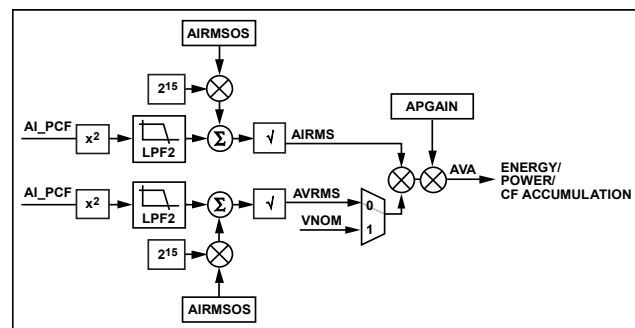 AIRMSOS
2¹⁵
APGAIN
AI_PCF
x²
LPF2
Σ
√
AIRMS
AVA
ENERGY/
POWER/
CF ACCUMULATION
AI_PCF
x²
LPF2
Σ
√
AVRMS
0
VNOM
1
2¹⁵
AIRMSOS